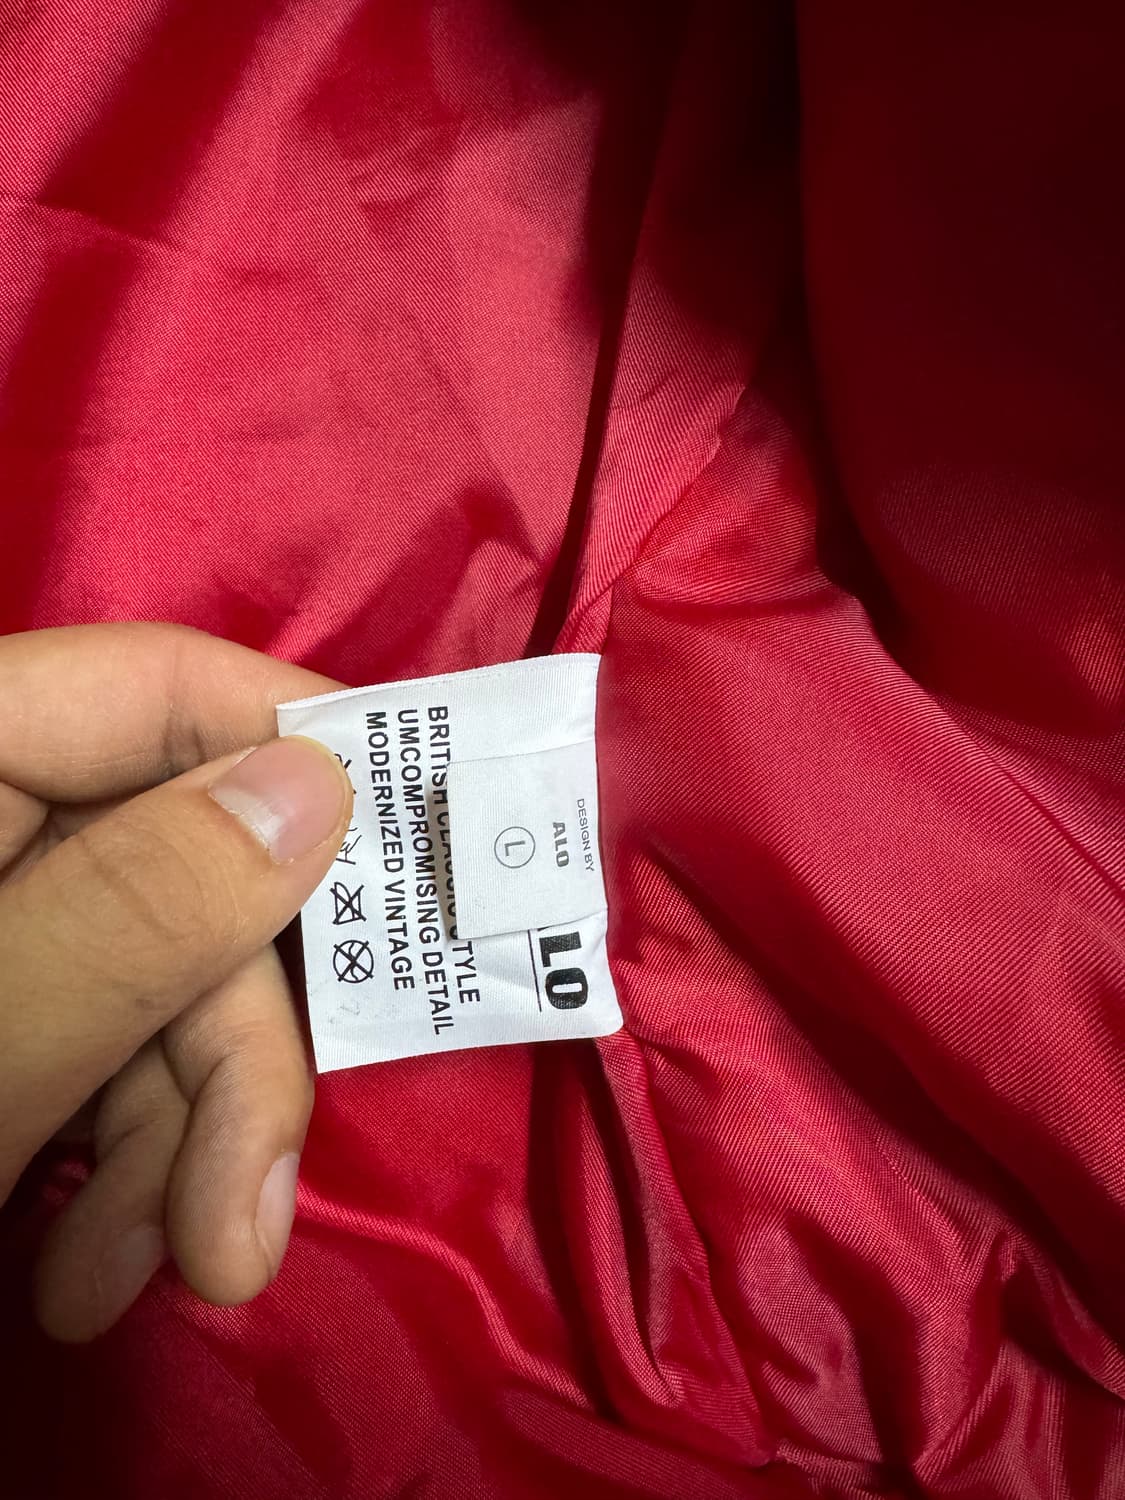 DESIGN BY
ALO
L
LO
BRITISH CLASSIC STYLE
UMCOMPROMISING DETAIL
MODERNIZED VINTAGE